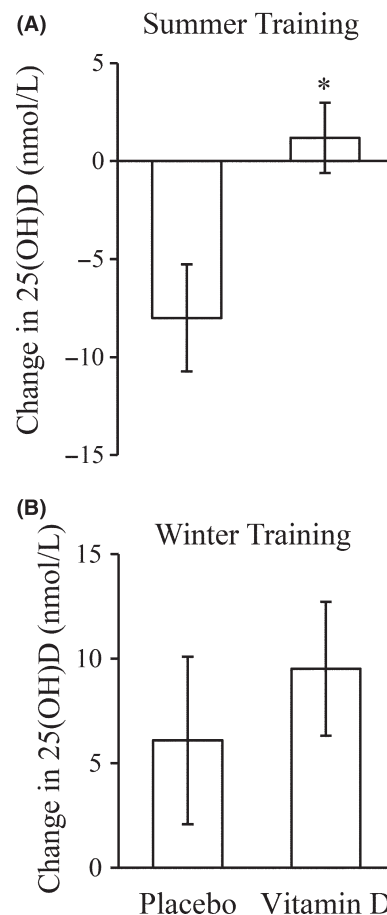 (A)
Summer Training
Change in 25(OH)D (nmol/L)
5
*
0
−5
−10
−15
(B)
Winter Training
Change in 25(OH)D (nmol/L)
15
10
5
0
Placebo Vitamin D